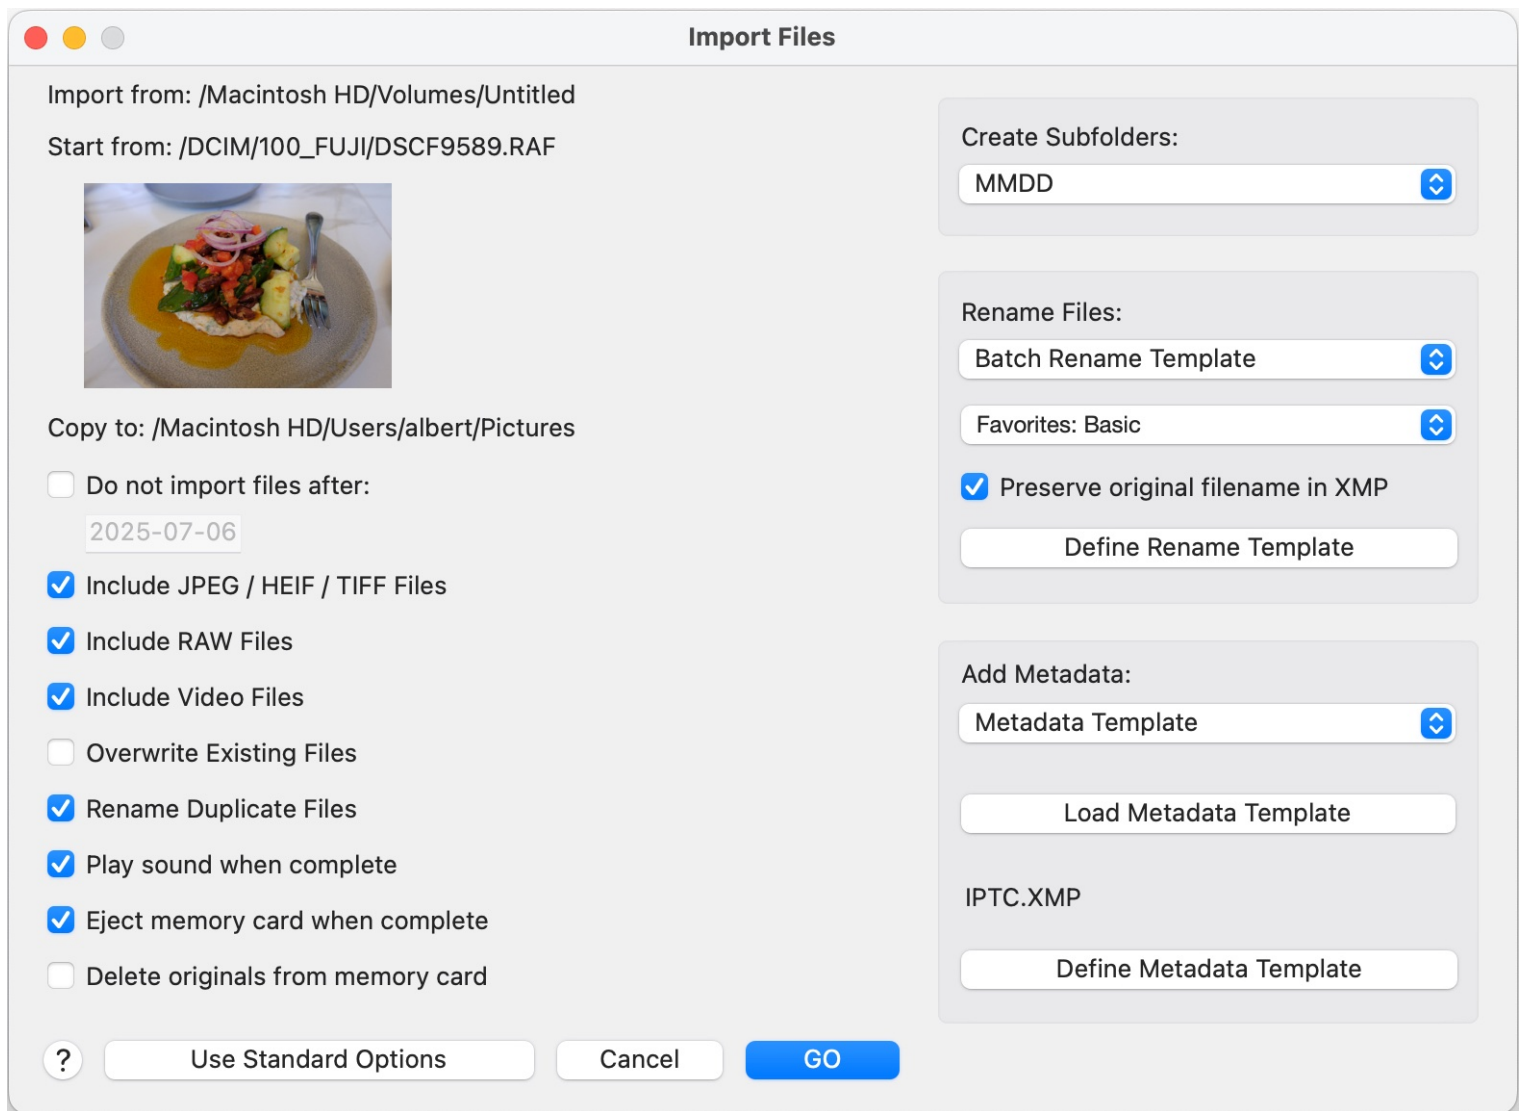 Import Files
Import from: /Macintosh HD/Volumes/Untitled
Start from: /DCIM/100_FUJI/DSCF9589.RAF
Copy to: /Macintosh HD/Users/albert/Pictures
Do not import files after:
2025-07-06
Include JPEG / HEIF / TIFF Files
Include RAW Files
Include Video Files
Overwrite Existing Files
Rename Duplicate Files
Play sound when complete
Eject memory card when complete
Delete originals from memory card
? Use Standard Options Cancel GO
Create Subfolders:
MMDD
Rename Files:
Batch Rename Template
Favorites: Basic
Preserve original filename in XMP
Define Rename Template
Add Metadata:
Metadata Template
Load Metadata Template
IPTC.XMP
Define Metadata Template